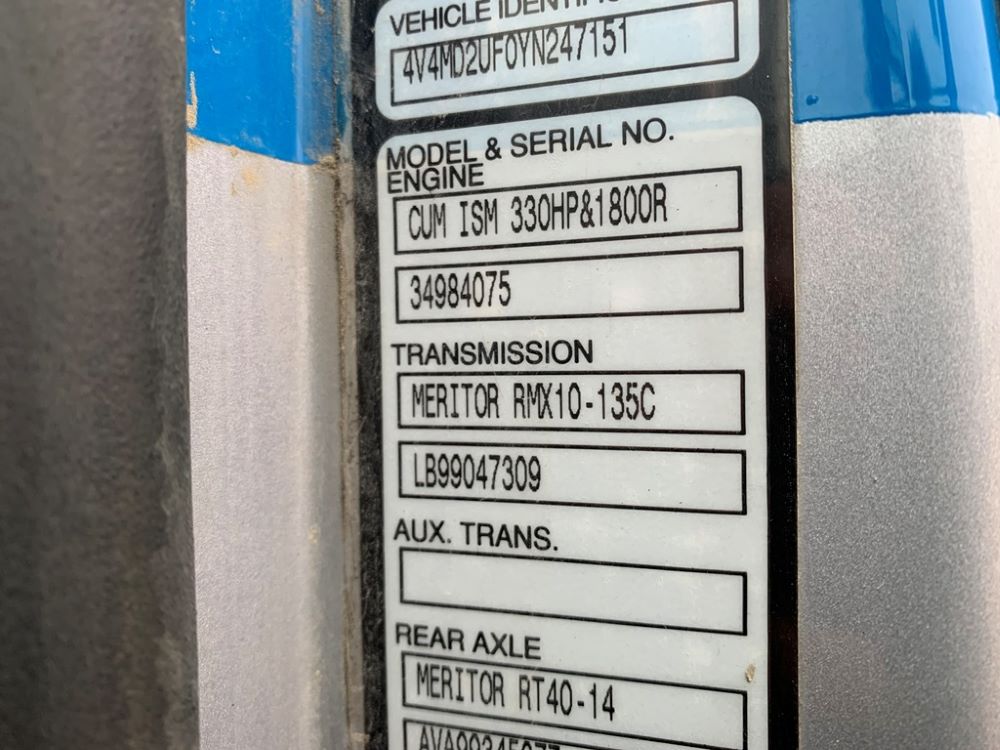 VEHICLE
4V4MD2UF0YN247151
MODEL & SERIAL NO.
ENGINE
CUM ISM 330HP&1800R
34984075
TRANSMISSION
MERITOR RMX10-135C
LB99047309
AUX. TRANS.
REAR AXLE
MERITOR RT40-14